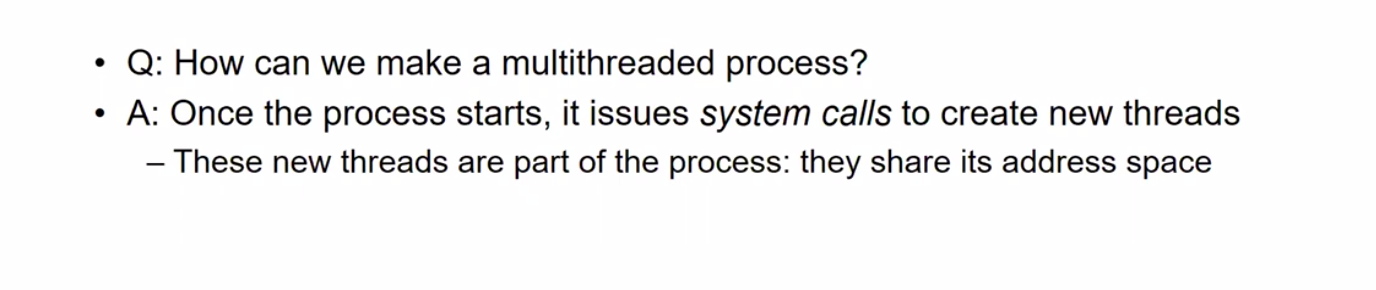 • Q: How can we make a multithreaded process?
• A: Once the process starts, it issues system calls to create new threads
– These new threads are part of the process: they share its address space